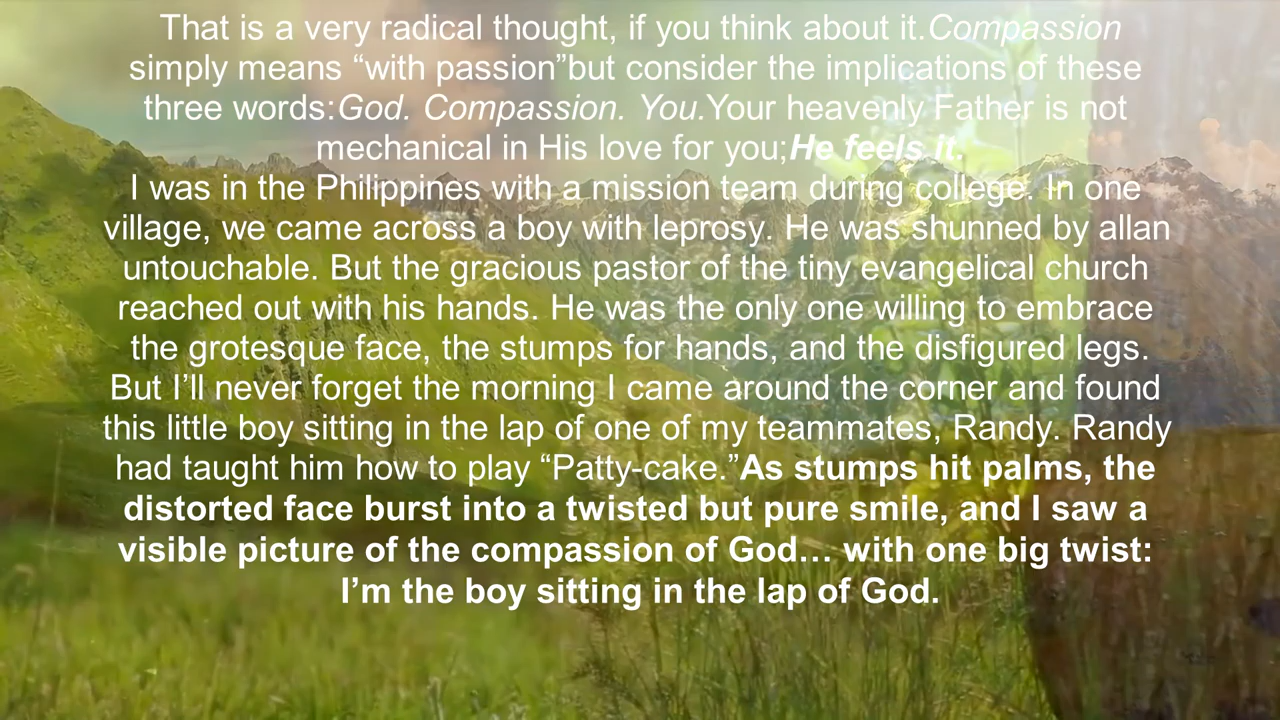 That is a very radical thought, if you think about it.Compassion
simply means “with passion”but consider the implications of these
three words:God. Compassion. You.Your heavenly Father is not
mechanical in His love for you;He feels it.
I was in the Philippines with a mission team during college. In one
village, we came across a boy with leprosy. He was shunned by allan
untouchable. But the gracious pastor of the tiny evangelical church
reached out with his hands. He was the only one willing to embrace
the grotesque face, the stumps for hands, and the disfigured legs.
But I’ll never forget the morning I came around the corner and found
this little boy sitting in the lap of one of my teammates, Randy. Randy
had taught him how to play “Patty-cake.”As stumps hit palms, the
distorted face burst into a twisted but pure smile, and I saw a
visible picture of the compassion of God… with one big twist:
I’m the boy sitting in the lap of God.